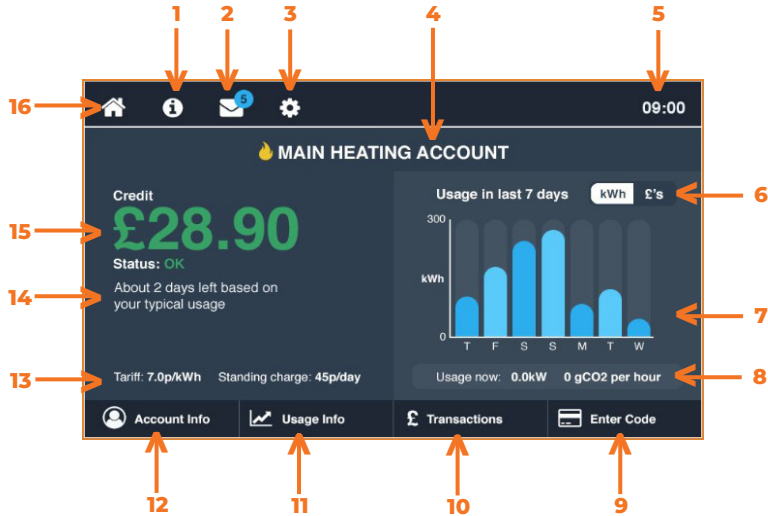 1 2 3 4 5
16
5
09:00
MAIN HEATING ACCOUNT
Credit
£28.90
15
Status: OK
About 2 days left based on
14
your typical usage
13
Tariff: 7.0p/kWh Standing charge: 45p/day
Usage in last 7 days kWh £'s
6
300
kWh
7
0
T F S S M T W
Usage now: 0.0kW 0 gCO2 per hour
8
Account Info Usage Info £ Transactions Enter Code
12 11 10 9